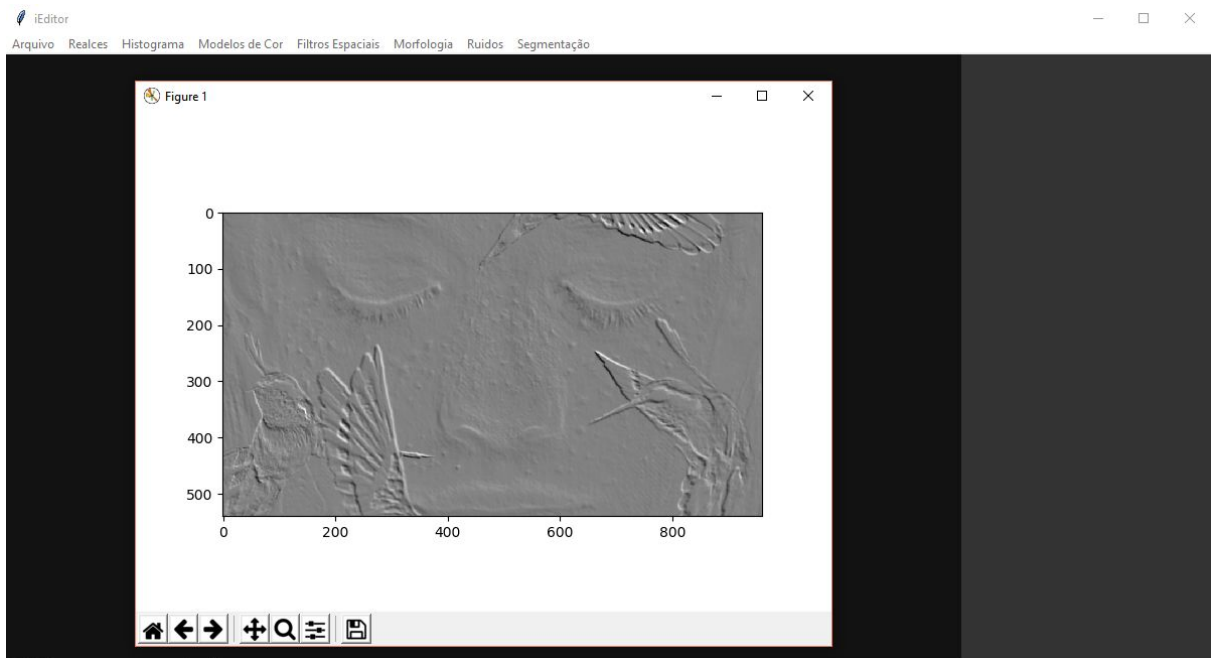 iEditor
Arquivo Realces Histograma Modelos de Cor Filtros Espaciais Morfologia Ruidos Segmentação
Figure 1
0
100
200
300
400
500
0 200 400 600 800